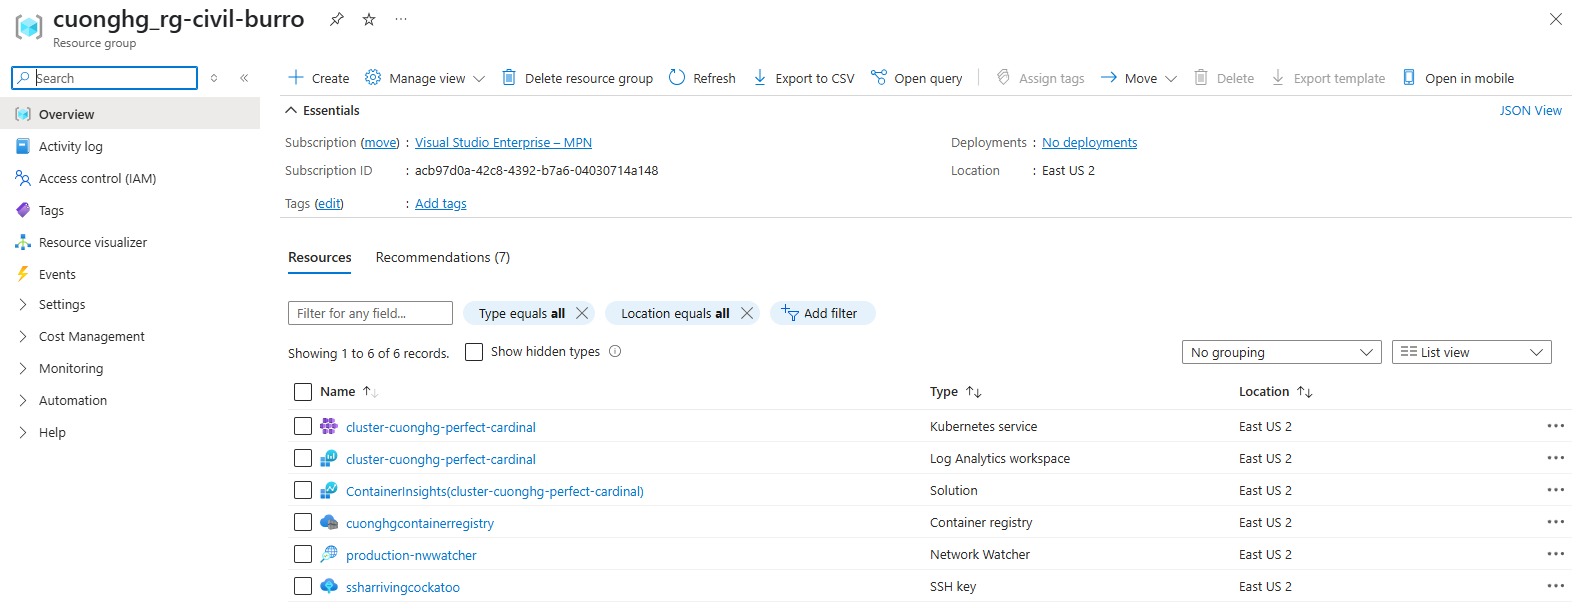 cuonghg_rg-civil-burro
Resource group
Search
Overview
Activity log
Access control (IAM)
Tags
Resource visualizer
Events
Settings
Cost Management
Monitoring
Automation
Help
Create Manage view Delete resource group Refresh Export to CSV Open query Assign tags Move Delete Export template Open in mobile
Essentials JSON View
Subscription (move) : Visual Studio Enterprise – MPN Deployments : No deployments
Subscription ID : acb97d0a-42c8-4392-b7a6-04030714a148 Location : East US 2
Tags (edit) : Add tags
Resources Recommendations (7)
Filter for any field... Type equals all Location equals all Add filter
Showing 1 to 6 of 6 records. Show hidden types No grouping List view
Name Type Location
cluster-cuonghg-perfect-cardinal Kubernetes service East US 2
cluster-cuonghg-perfect-cardinal Log Analytics workspace East US 2
ContainerInsights(cluster-cuonghg-perfect-cardinal) Solution East US 2
cuonghgcontainerregistry Container registry East US 2
production-nwwatcher Network Watcher East US 2
ssharrivingcockatoo SSH key East US 2